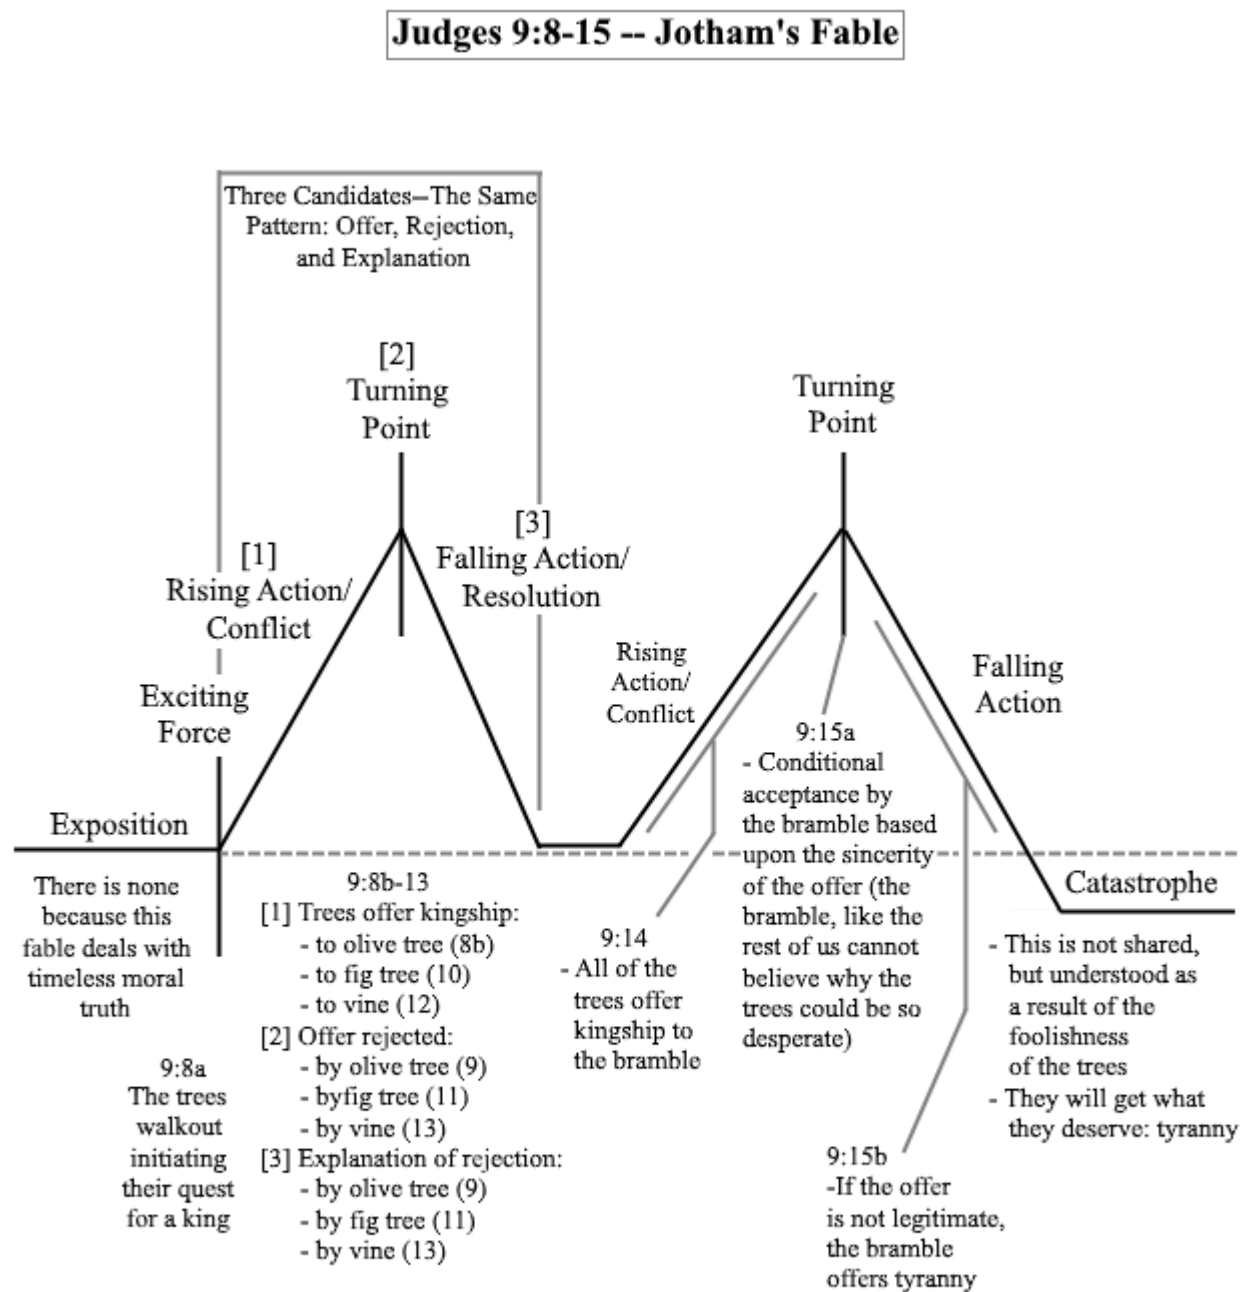 Judges 9:8-15 -- Jotham's Fable
Three Candidates—The Same
Pattern: Offer, Rejection,
and Explanation
[2]
Turning
Point
[1]
Rising Action/
Conflict
[3]
Falling Action/
Resolution
Exciting
Force
Exposition
There is none
because this
fable deals with
timeless moral
truth
9:8a
The trees
walkout
initiating
their quest
for a king
9:8b-13
[1] Trees offer kingship:
- to olive tree (8b)
- to fig tree (10)
- to vine (12)
[2] Offer rejected:
- by olive tree (9)
- byfig tree (11)
- by vine (13)
[3] Explanation of rejection:
- by olive tree (9)
- by fig tree (11)
- by vine (13)
Turning
Point
Rising
Action/
Conflict
Falling
Action
9:14
- All of the
trees offer
kingship to
the bramble
9:15a
- Conditional
acceptance by
the bramble based
upon the sincerity
of the offer (the
bramble, like the
rest of us cannot
believe why the
trees could be so
desperate)
9:15b
-If the offer
is not legitimate,
the bramble
offers tyranny
Catastrophe
- This is not shared,
but understood as
a result of the
foolishness
of the trees
- They will get what
they deserve: tyranny